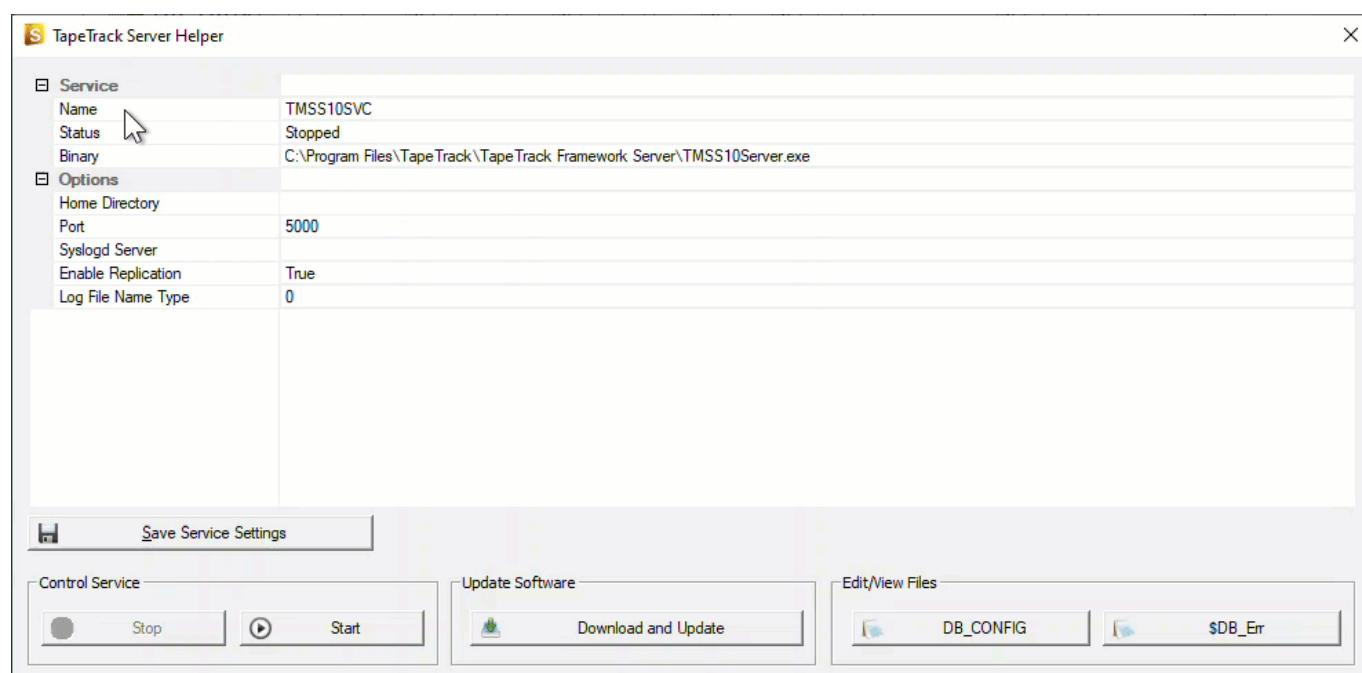 TapeTrack Server Helper
Service
Name TMSS10SVC
Status Stopped
Binary C:\Program Files\TapeTrack\TapeTrack Framework Server\TMSS10Server.exe
Options
Home Directory
Port 5000
Syslogd Server
Enable Replication True
Log File Name Type 0
Save Service Settings
Control Service Update Software Edit/View Files
Stop Start Download and Update DB_CONFIG $DB_Err